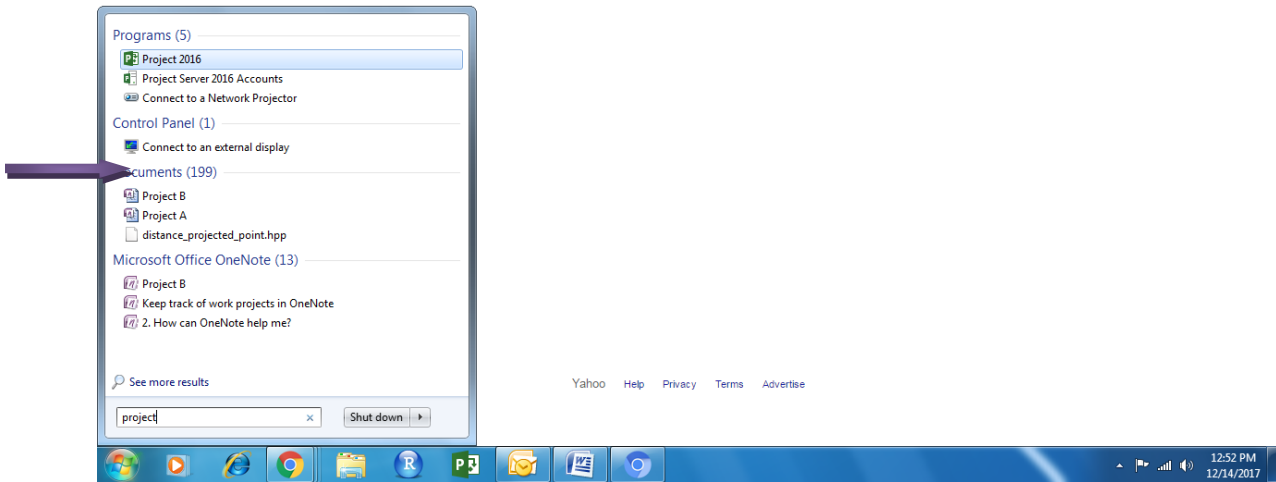 Programs (5)
Project 2016
Project Server 2016 Accounts
Connect to a Network Projector
Control Panel (1)
Connect to an external display
cuments (199)
Project B
Project A
distance_projected_point.hpp
Microsoft Office OneNote (13)
Project B
Keep track of work projects in OneNote
2. How can OneNote help me?
See more results
Yahoo Help Privacy Terms Advertise
project × Shut down
R P W
12:52 PM
12/14/2017